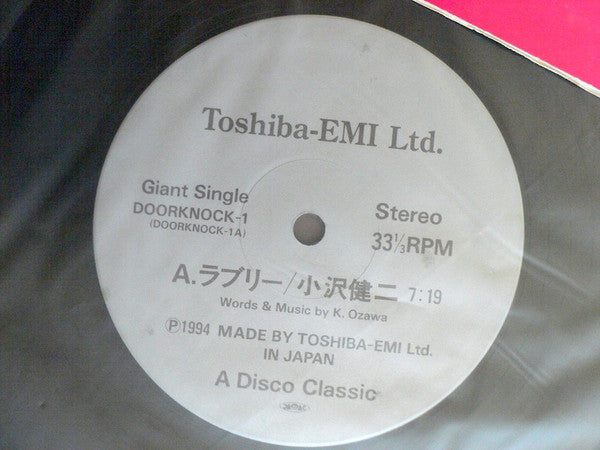 Toshiba-EMI Ltd.
Giant Single
DOORKNOCK-1
(DOORKNOCK-1A)
Stereo
33⅓RPM
A.ラブリー/小沢健二 7:19
Words & Music by K. Ozawa
Ⓟ1994 MADE BY TOSHIBA-EMI Ltd.
IN JAPAN
A Disco Classic